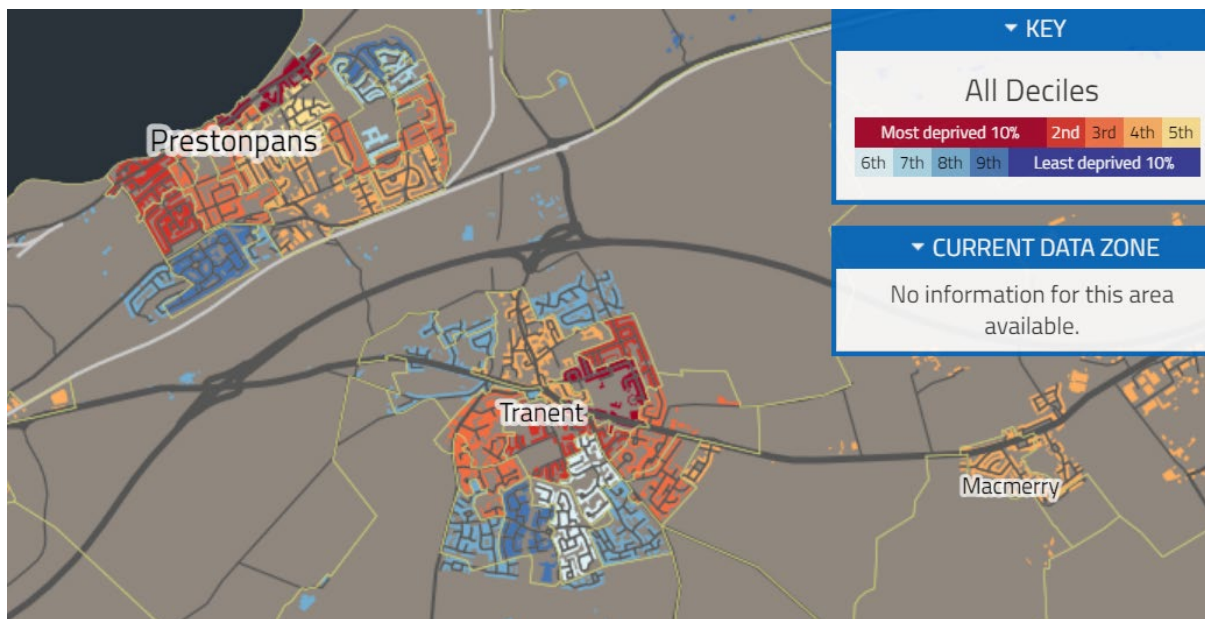 KEY
All Deciles
Most deprived 10% 2nd 3rd 4th 5th
6th 7th 8th 9th Least deprived 10%
CURRENT DATA ZONE
No information for this area
available.
Prestonpans
Tranent
Macmerry